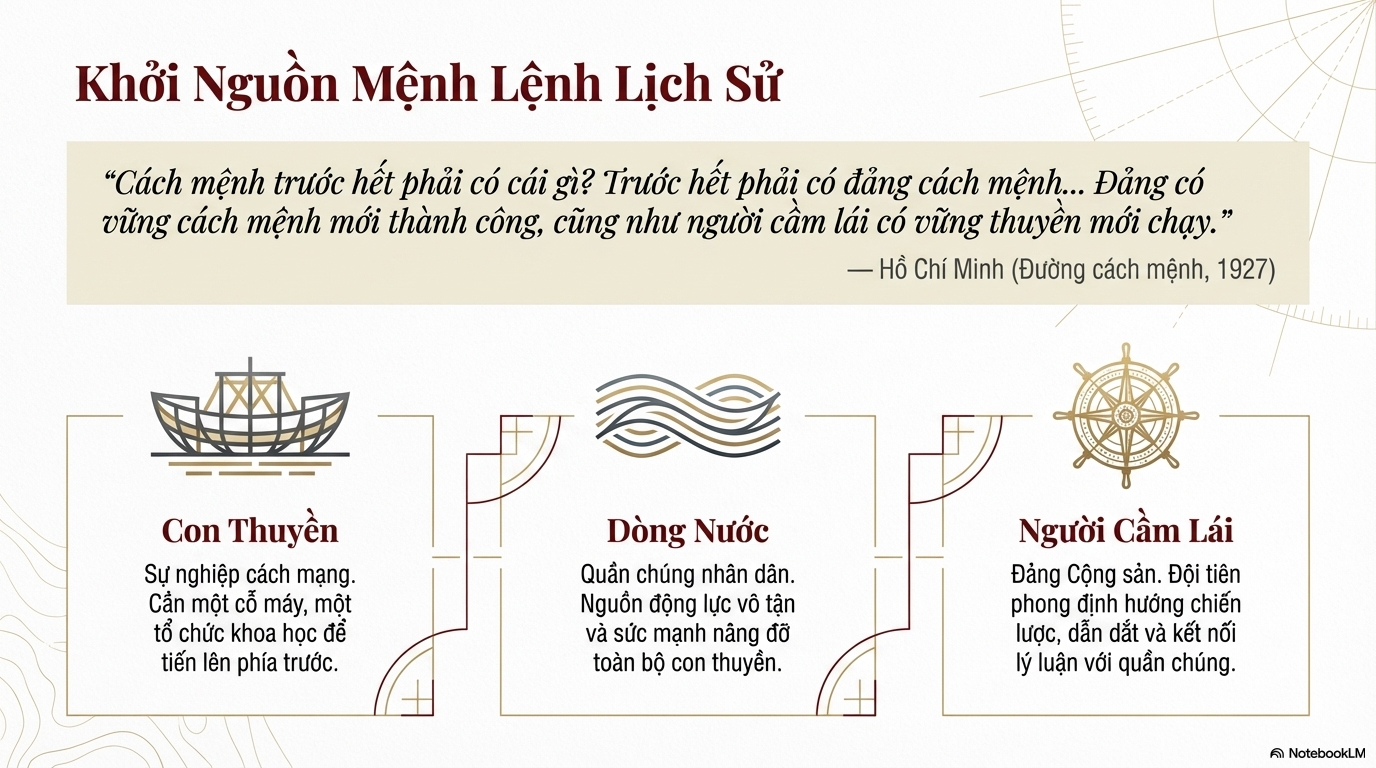 Khởi Nguồn Mệnh Lệnh Lịch Sử
“Cách mệnh trước hết phải có cái gì? Trước hết phải có đảng cách mệnh... Đảng có
vững cách mệnh mới thành công, cũng như người cầm lái có vững thuyền mới chạy.”
— Hồ Chí Minh (Đường cách mệnh, 1927)
Con Thuyền
Sự nghiệp cách mạng.
Cần một cỗ máy, một
tổ chức khoa học để
tiến lên phía trước.
Dòng Nước
Quần chúng nhân dân.
Nguồn động lực vô tận
và sức mạnh nâng đỡ
toàn bộ con thuyền.
Người Cầm Lái
Đảng Cộng sản. Đội tiên
phong định hướng chiến
lược, dẫn dắt và kết nối
lý luận với quần chúng.
NotebookLM